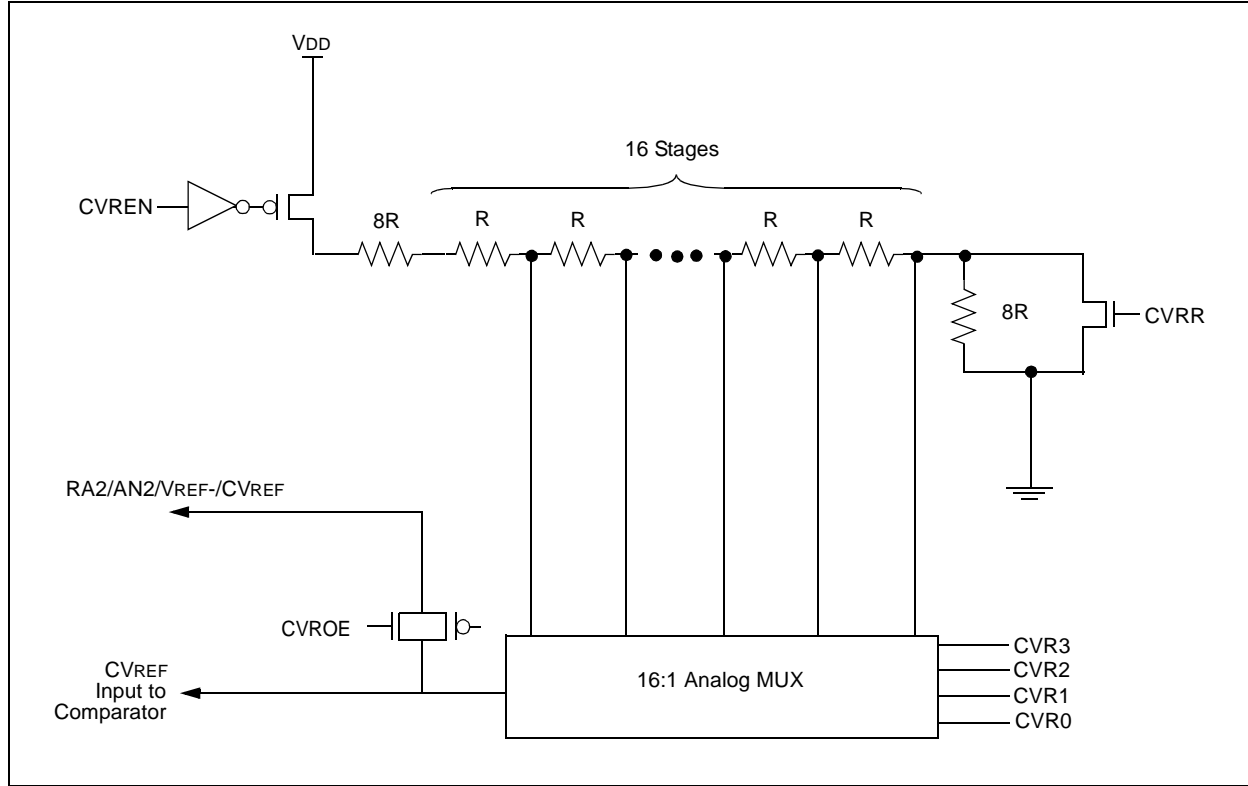 VDD
16 Stages
CVREN
8R
R
R
R
R
8R
CVRR
RA2/AN2/VREF-/CVREF
CVROE
CVREF
Input to
Comparator
16:1 Analog MUX
CVR3
CVR2
CVR1
CVR0